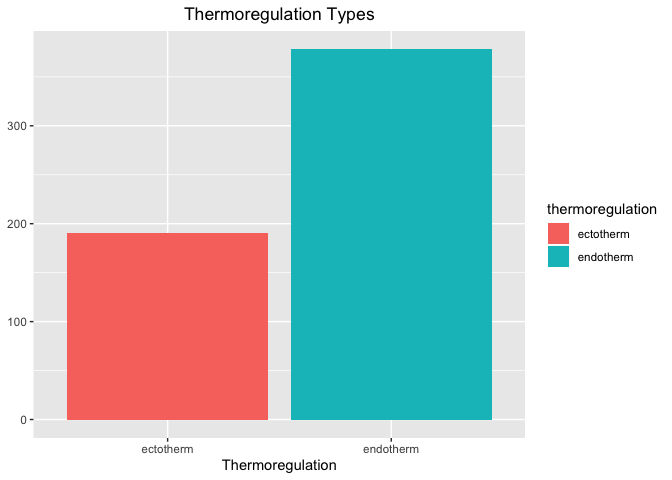 Thermoregulation Types
300
200
100
0
ectotherm
endotherm
Thermoregulation
thermoregulation
ectotherm
endotherm